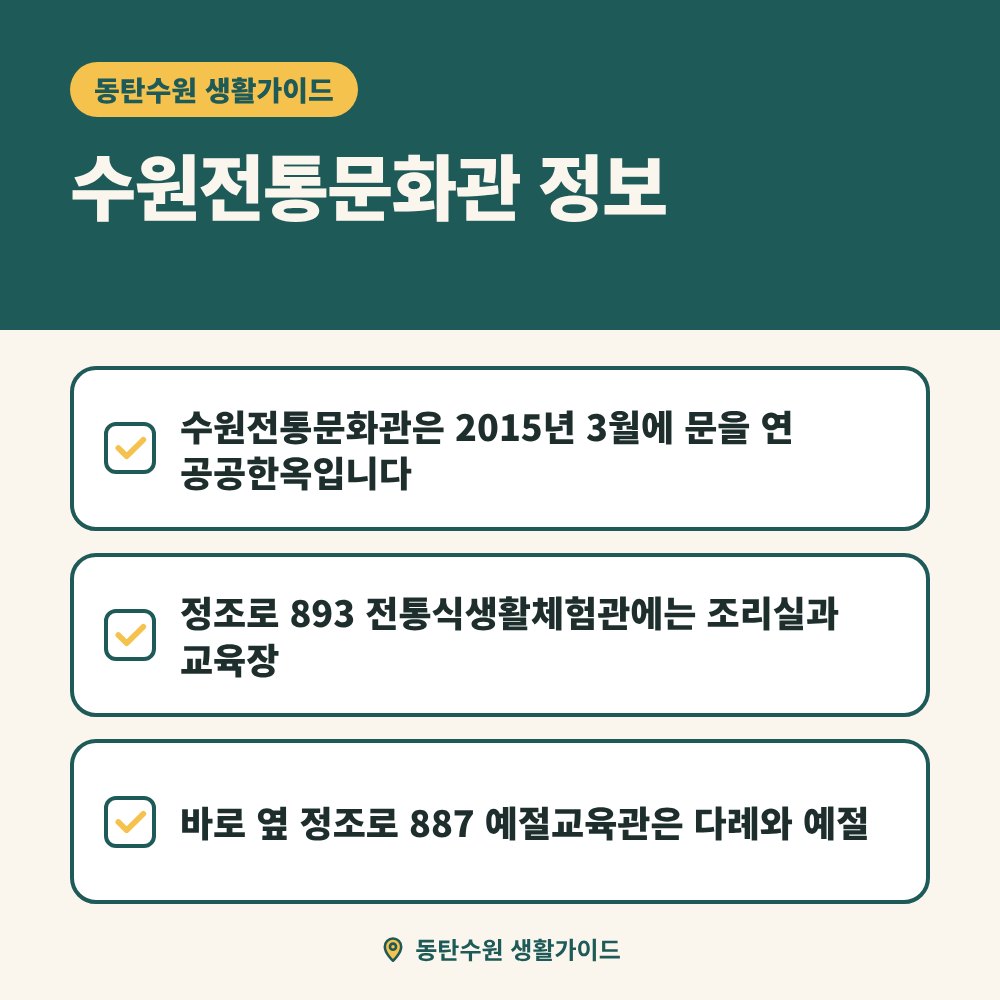 동탄수원 생활가이드
수원전통문화관 정보
수원전통문화관은 2015년 3월에 문을 연
공공한옥입니다
정조로 893 전통식생활체험관에는 조리실과
교육장
바로 옆 정조로 887 예절교육관은 다례와 예절
동탄수원 생활가이드